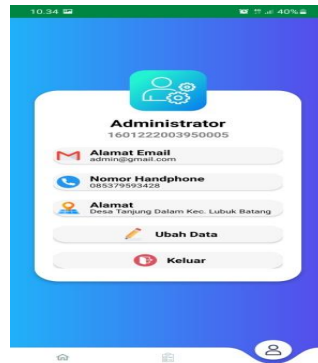 10.34
40%
Administrator
1601222003950005
Alamat Email
admin@gmail.com
Nomor Handphone
085379593428
Alamat
Desa Tanjung Dalam Kec. Lubuk Batang
Ubah Data
Keluar